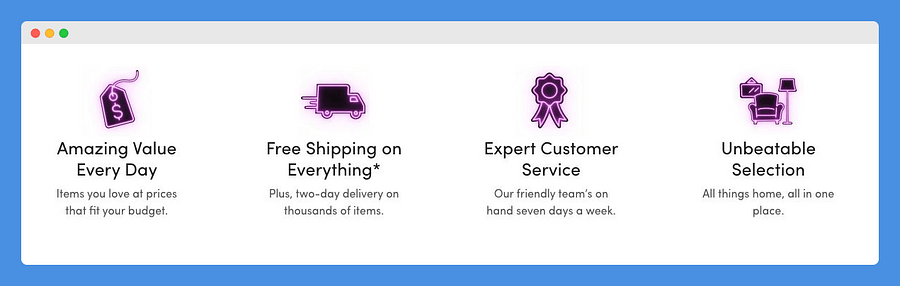 $
Amazing Value
Every Day
Items you love at prices
that fit your budget.
Free Shipping on
Everything*
Plus, two-day delivery on
thousands of items.
Expert Customer
Service
Our friendly team's on
hand seven days a week.
Unbeatable
Selection
All things home, all in one
place.